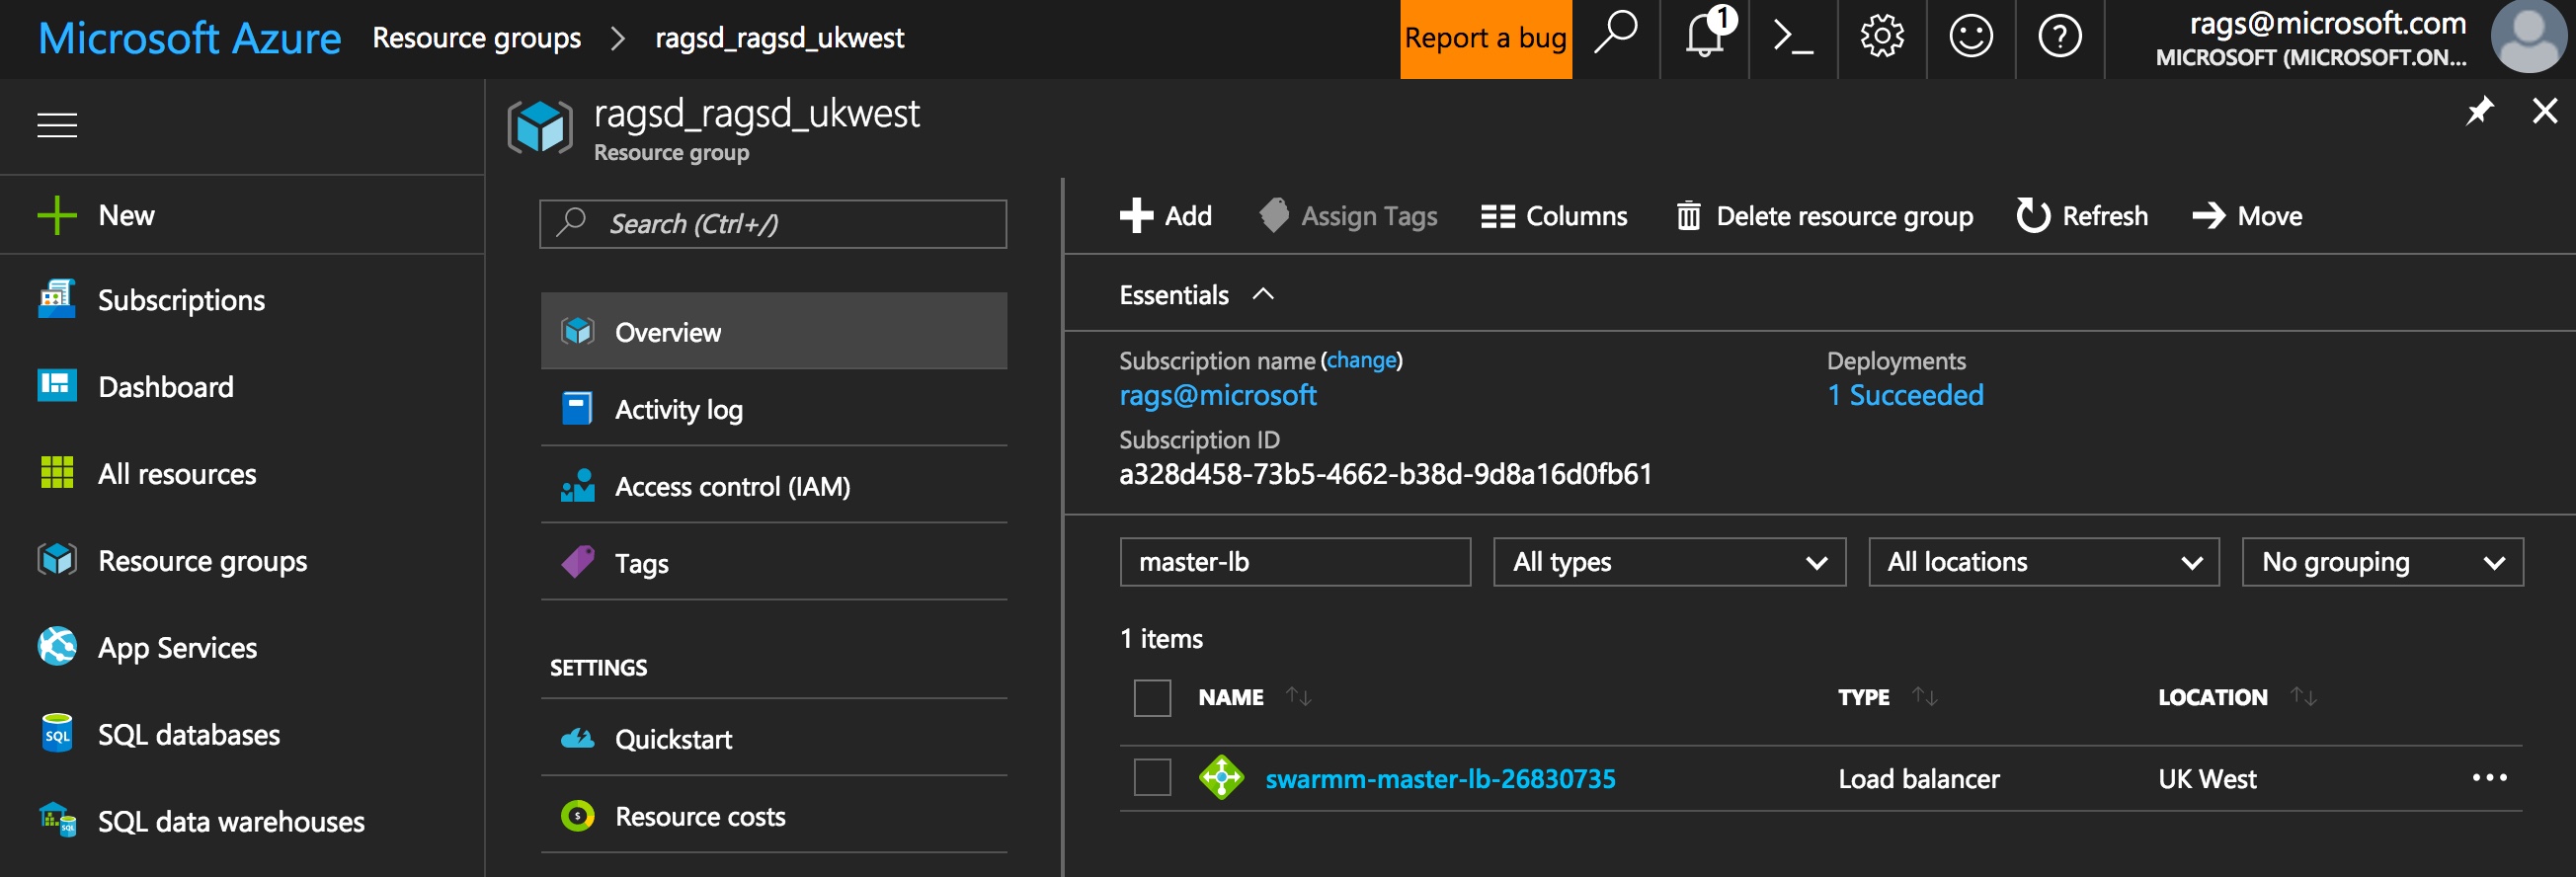 Microsoft Azure Resource groups > ragsd_ragsd_ukwest
Report a bug
1
rags@microsoft.com
MICROSOFT (MICROSOFT.ON...
ragsd_ragsd_ukwest
Resource group
New
Subscriptions
Dashboard
All resources
Resource groups
App Services
SQL databases
SQL
SQL data warehouses
SQL
Search (Ctrl+/)
Overview
Activity log
Access control (IAM)
Tags
SETTINGS
Quickstart
Resource costs
$
Add Assign Tags Columns Delete resource group Refresh Move
Essentials
Subscription name (change)
rags@microsoft
Deployments
1 Succeeded
Subscription ID
a328d458-73b5-4662-b38d-9d8a16d0fb61
master-lb All types All locations No grouping
1 items
NAME TYPE LOCATION
swarmm-master-lb-26830735 Load balancer UK West ...